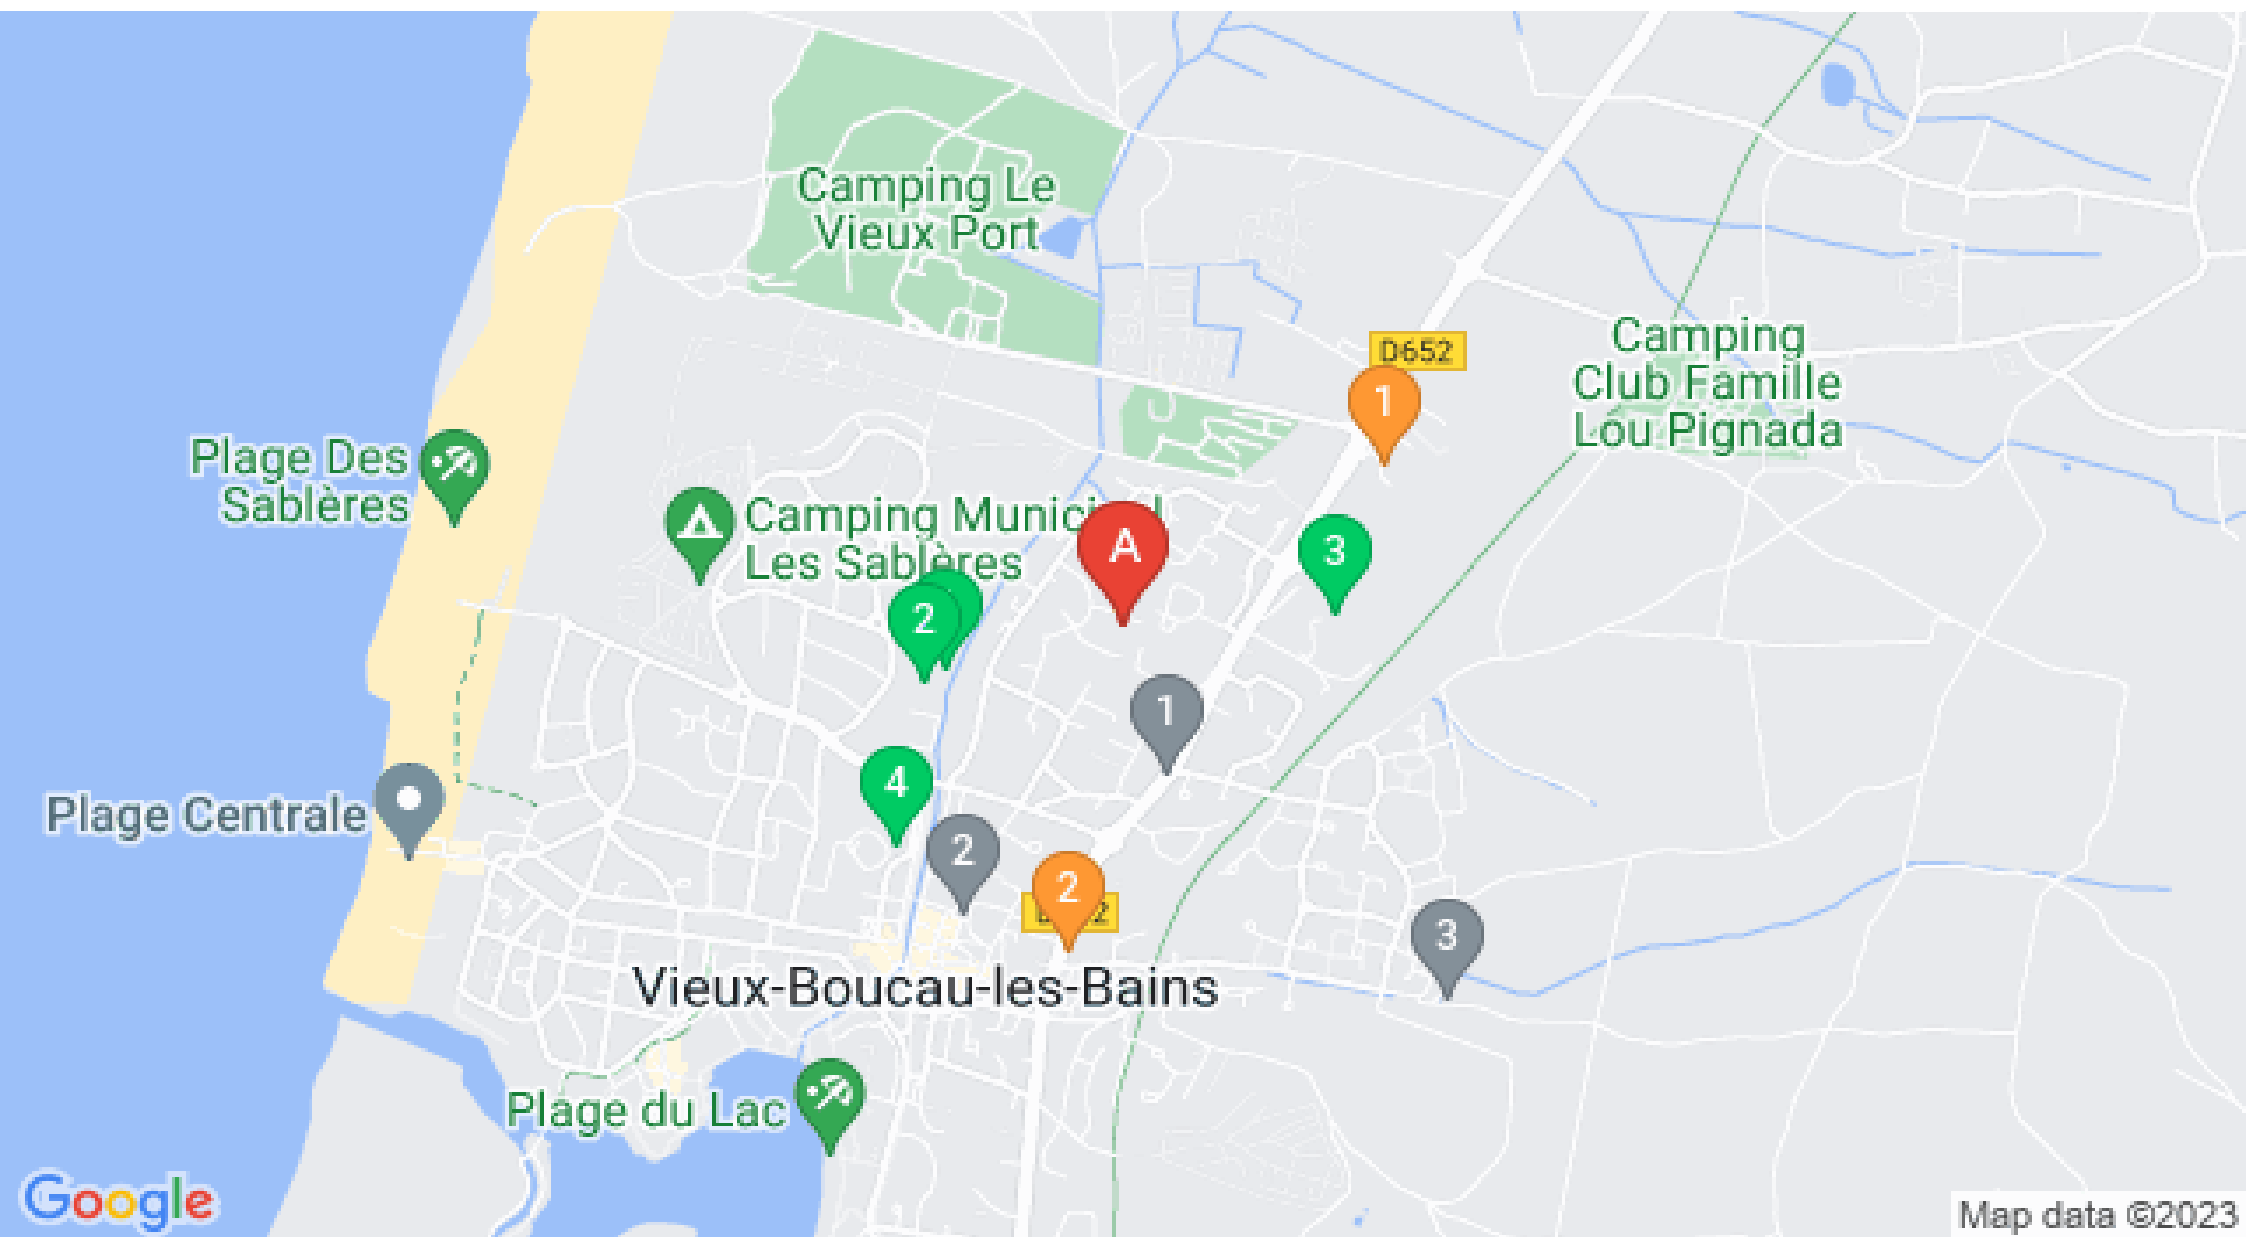 Camping Le
Vieux Port
D652
Camping
Club Famille
Lou Pignada
1
Plage Des
Sablères
Camping
Les Sablères
A
3
2
1
4
Plage Centrale
2
2
3
Vieux-Boucau-les-Bains
Plage du Lac
Google
Map data ©2023